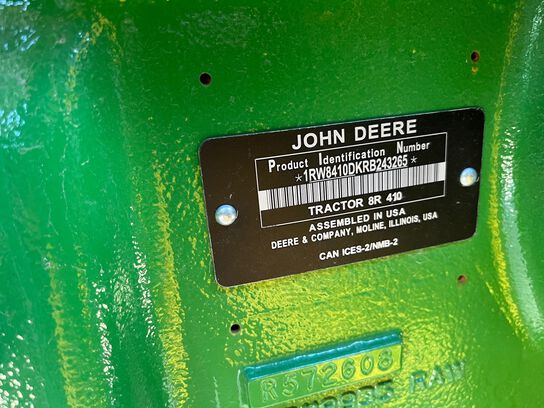 JOHN DEERE
Product Identification Number
*1RW8410DKRB243265*
TRACTOR 8R 410
ASSEMBLED IN USA
DEERE & COMPANY, MOLINE, ILLINOIS, USA
CAN ICES-2/NMB-2
R572608
RAW